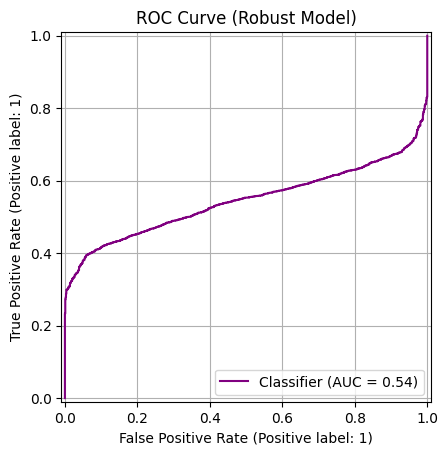 ROC Curve (Robust Model)
True Positive Rate (Positive label: 1)
1.0
0.8
0.6
0.4
0.2
0.0
Classifier (AUC = 0.54)
0.0 0.2 0.4 0.6 0.8 1.0
False Positive Rate (Positive label: 1)